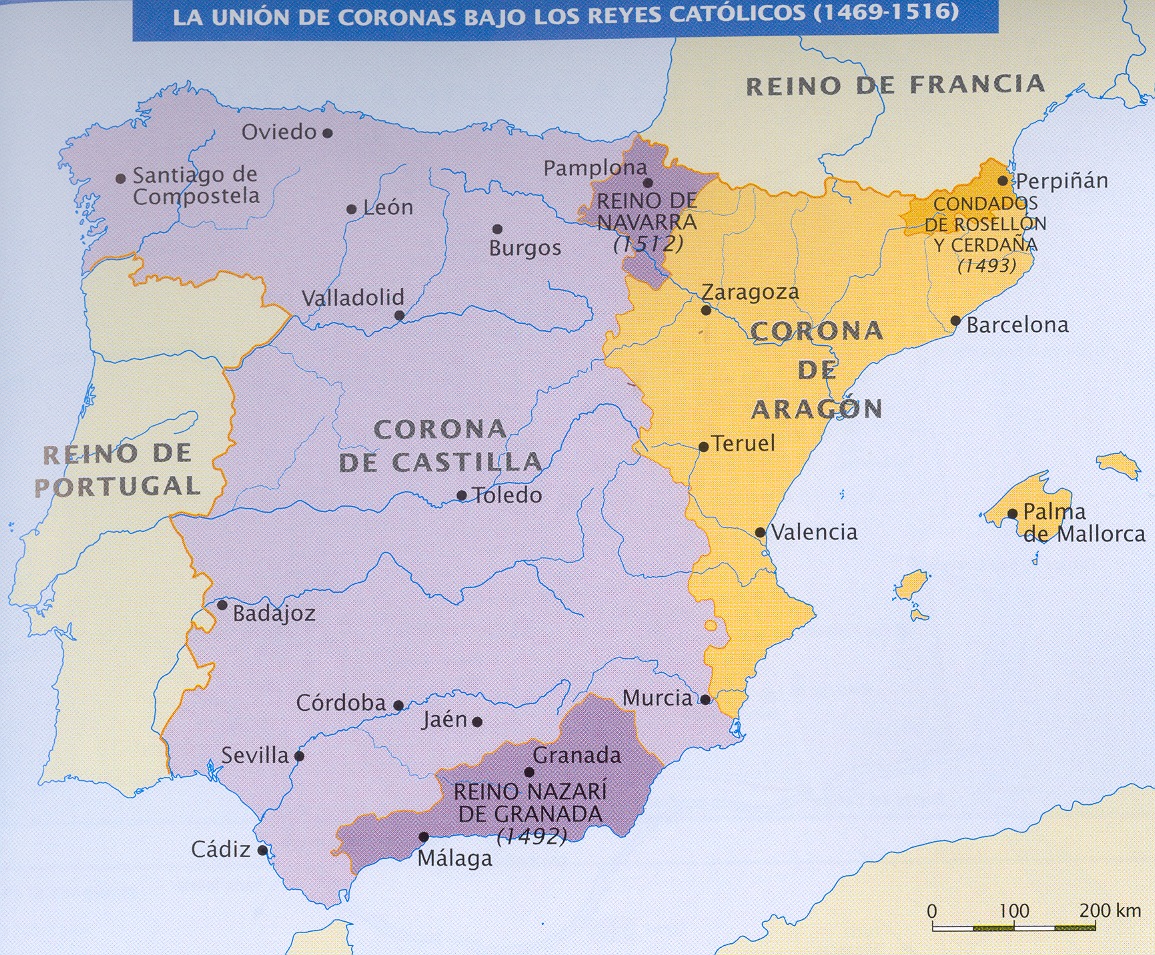 LA UNIÓN DE CORONAS BAJO LOS REYES CATÓLICOS (1469-1516)
REINO DE FRANCIA
Oviedo
Santiago de
Compostela
León
Burgos
Pamplona
REINO DE
NAVARRA
(1512)
Perpiñán
CONDADOS
DE ROSELLON
Y CERDAÑA
(1493)
Valladolid
Zaragoza
Barcelona
CORONA
DE
ARAGÓN
CORONA
DE CASTILLA
REINO DE
PORTUGAL
Teruel
Toledo
Valencia
Palma
de Mallorca
Badajoz
Córdoba
Jaén
Murcia
Sevilla
Granada
REINO NAZARÍ
DE GRANADA
(1492)
Cádiz
Málaga
0 100 200 km